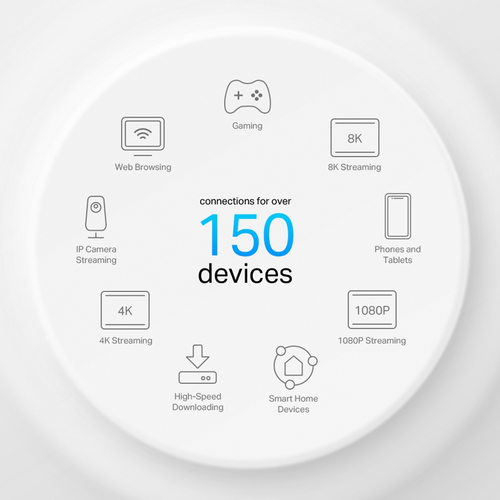 Gaming
Web Browsing
8K
8K Streaming
connections for over
150
devices
IP Camera
Streaming
Phones and
Tablets
4K
4K Streaming
1080P
1080P Streaming
High-Speed
Downloading
Smart Home
Devices